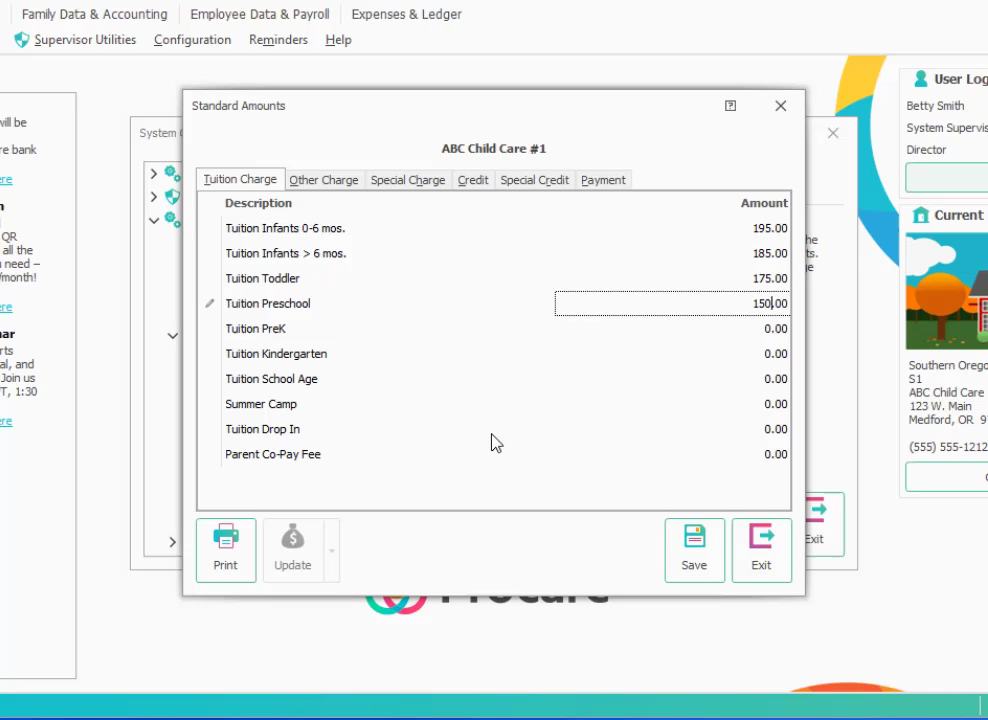 Family Data & Accounting
Employee Data & Payroll
Expenses & Ledger
Supervisor Utilities
Configuration
Reminders
Help
will be
re bank
ere
n
QR
all the
u need –
/month!
ere
nar
rts
al, and
Join us
T, 1:30
ere
System
Standard Amounts
ABC Child Care #1
Tuition Charge
Other Charge
Special Charge
Credit
Special Credit
Payment
Description Amount
Tuition Infants 0-6 mos. 195.00
Tuition Infants > 6 mos. 185.00
Tuition Toddler 175.00
Tuition Preschool 150.00
Tuition PreK 0.00
Tuition Kindergarten 0.00
Tuition School Age 0.00
Summer Camp 0.00
Tuition Drop In 0.00
Parent Co-Pay Fee 0.00
Print
Update
Save
Exit
he
ts.
e
Exit
User Log
Betty Smith
System Supervis
Director
Current
Southern Orego
S1
ABC Child Care
123 W. Main
Medford, OR 9
(555) 555-1212